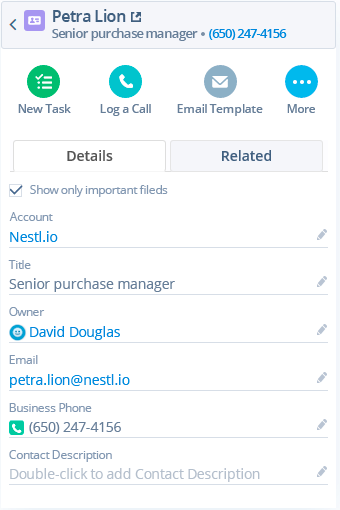 Petra Lion
Senior purchase manager • (650) 247-4156
New Task
Log a Call
Email Template
More
Details
Related
Show only important fileds
Account
Nestl.io
Title
Senior purchase manager
Owner
David Douglas
Email
petra.lion@nestl.io
Business Phone
(650) 247-4156
Contact Description
Double-click to add Contact Description